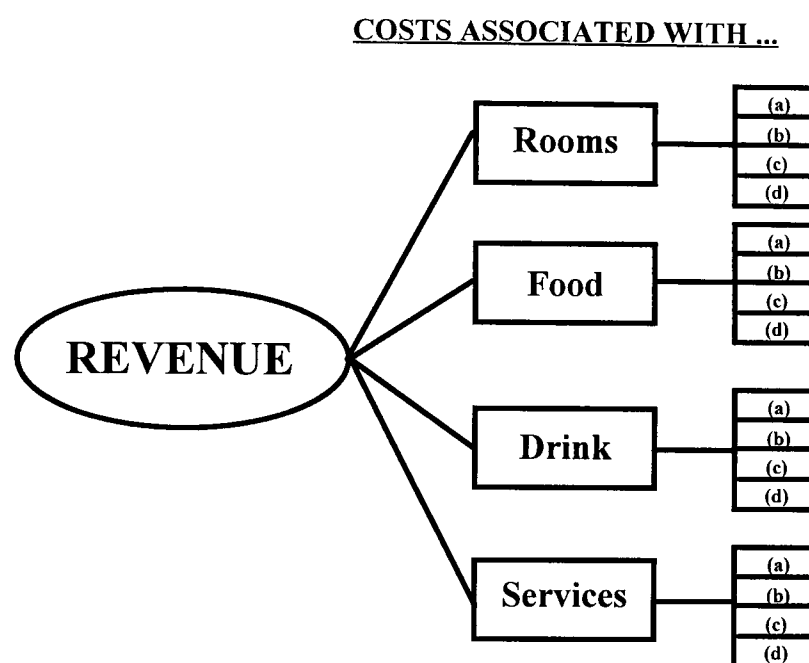 COSTS ASSOCIATED WITH ...
Rooms
(a)
(b)
(c)
(d)
Food
(a)
(b)
(c)
(d)
REVENUE
Drink
(a)
(b)
(c)
(d)
Services
(a)
(b)
(c)
(d)